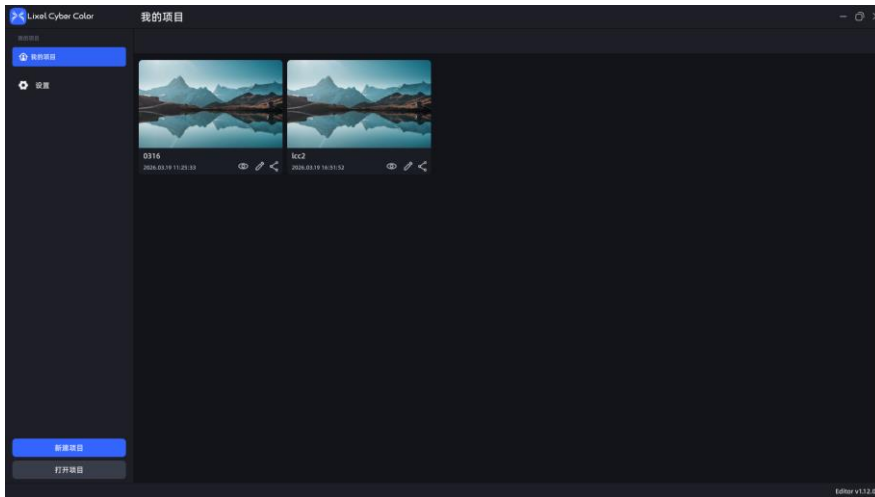 Lixel Cyber Color
我的项目
我的项目
设置
0316
2026.03.19 11:25:33
lcc2
2026.03.19 16:31:52
新建项目
打开项目
Editor v1.12.0